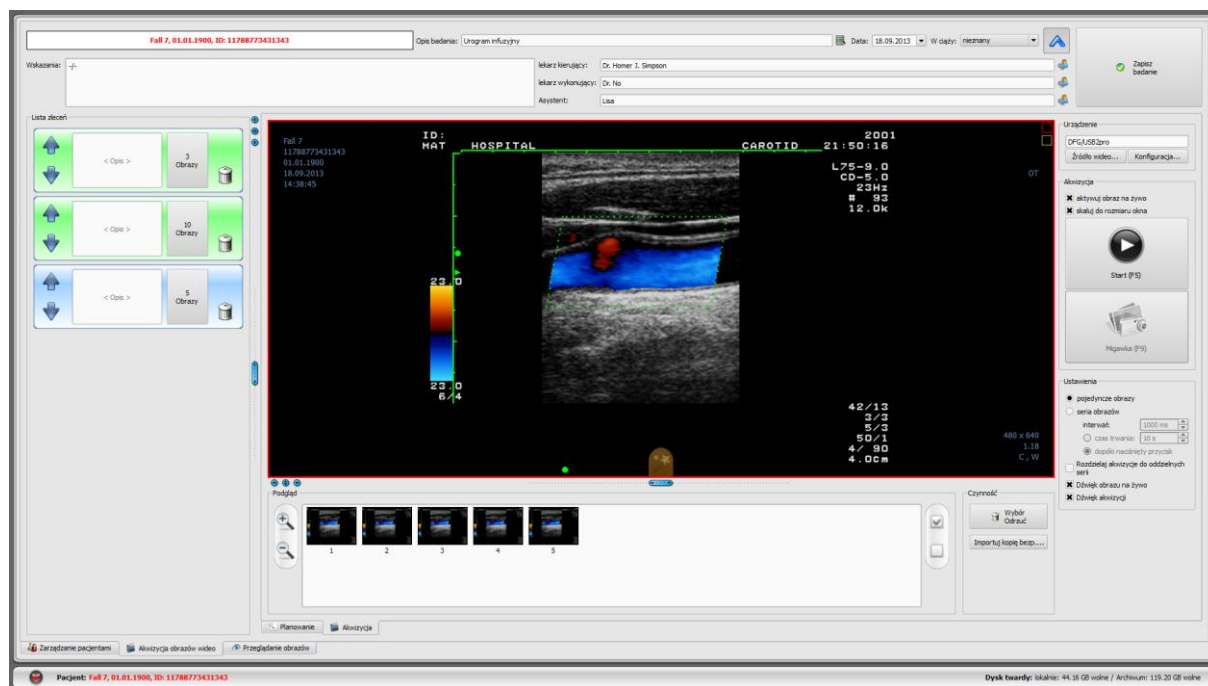 Fall 7, 01.01.1900, ID: 11788773431343
Opis badania: Urogram infuzyjny
Data: 18.09.2013
W ciąży: nieznany
Zapisz
badanie
Wskazania: -/-
lekarz kierujący: Dr. Homer J. Simpson
lekarz wykonujący: Dr. No
Asystent: Lisa
Lista zleceń
< Opis >
3
Obrazy
< Opis >
10
Obrazy
< Opis >
5
Obrazy
Fall 7
11788773431343
01.01.1900
18.09.2013
14:38:45
ID: 2001
MAT HOSPITAL CAROTID 21:50:16
L75-9.0
CD-5.0
23Hz
# 93
12.0k
OT
23.0
23.0
6/4
42/13
3/3
5/3
50/1
4/ 90
4.0cm
480 x 640
1.18
C, W
Urządzenie
DFG/USB2pro
Źródło wideo... Konfiguracja...
Akwizycja
aktywuj obraz na żywo
skaluj do rozmiaru okna
Start (F5)
Migawka (F9)
Ustawienia
pojedyncze obrazy
seria obrazów
interwał: 1000 ms
czas trwania: 10 s
dopóki naciśnięty przycisk
Rozdzielaj akwizycje do oddzielnych
serii
Dźwięk obrazu na żywo
Dźwięk akwizycji
Podgląd
1 2 3 4 5
Czynność
Wybór
Odrzuć
Importuj kopię bezp....
Planowanie Akwizycja
Zarządzanie pacjentami Akwizycja obrazów wideo Przeglądanie obrazów
Pacjent: Fall 7, 01.01.1900, ID: 11788773431343
Dysk twardy: lokalnie: 44.16 GB wolne / Archiwum: 119.20 GB wolne